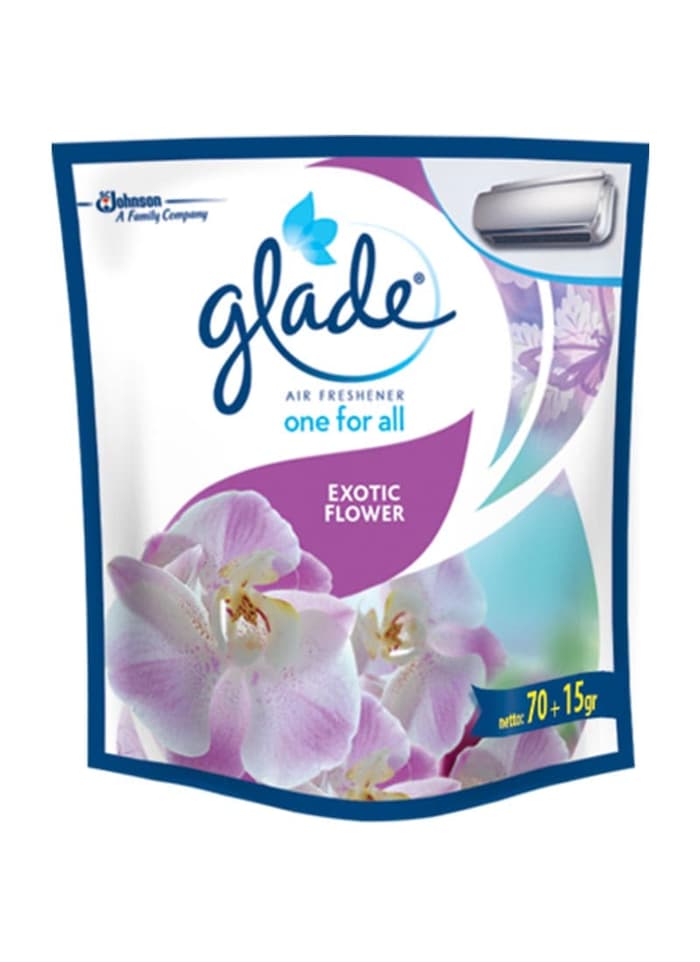 SC Johnson
A Family Company
glade®
AIR FRESHENER
one for all
EXOTIC
FLOWER
netto: 70 + 15gr